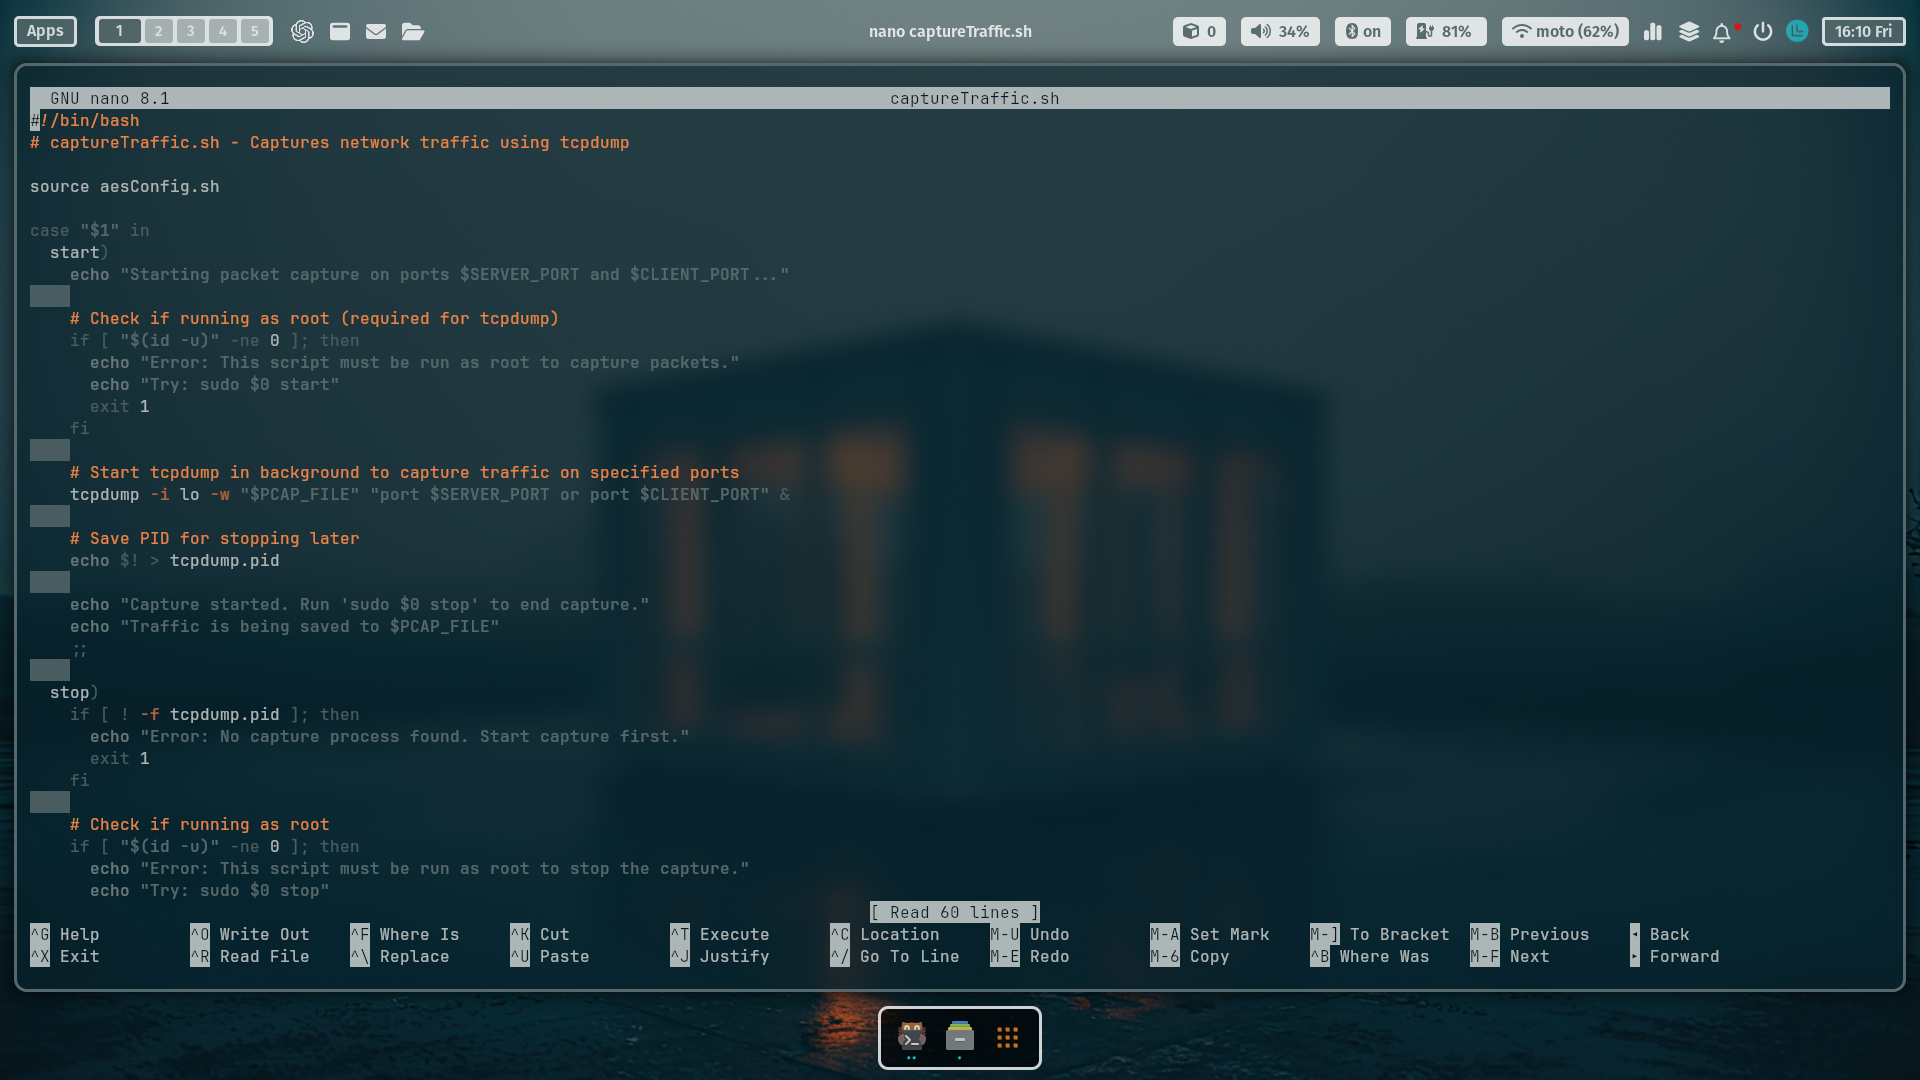 Apps 1 2 3 4 5 nano captureTraffic.sh 0 34% on 81% moto (62%) 16:10 Fri
GNU nano 8.1 captureTraffic.sh
#!/bin/bash
# captureTraffic.sh - Captures network traffic using tcpdump
source aesConfig.sh
case "$1" in
  start)
    echo "Starting packet capture on ports $SERVER_PORT and $CLIENT_PORT..."
    # Check if running as root (required for tcpdump)
    if [ "$(id -u)" -ne 0 ]; then
      echo "Error: This script must be run as root to capture packets."
      echo "Try: sudo $0 start"
      exit 1
    fi
    # Start tcpdump in background to capture traffic on specified ports
    tcpdump -i lo -w "$PCAP_FILE" "port $SERVER_PORT or port $CLIENT_PORT" &
    # Save PID for stopping later
    echo $! > tcpdump.pid
    echo "Capture started. Run 'sudo $0 stop' to end capture."
    echo "Traffic is being saved to $PCAP_FILE"
    ;;
  stop)
    if [ ! -f tcpdump.pid ]; then
      echo "Error: No capture process found. Start capture first."
      exit 1
    fi
    # Check if running as root
    if [ "$(id -u)" -ne 0 ]; then
      echo "Error: This script must be run as root to stop the capture."
      echo "Try: sudo $0 stop"
[ Read 60 lines ]
^G Help ^O Write Out ^F Where Is ^K Cut ^T Execute ^C Location M-U Undo M-A Set Mark M-] To Bracket M-B Previous ◂ Back
^X Exit ^R Read File ^\ Replace ^U Paste ^J Justify ^/ Go To Line M-E Redo M-6 Copy ^B Where Was M-F Next ▸ Forward